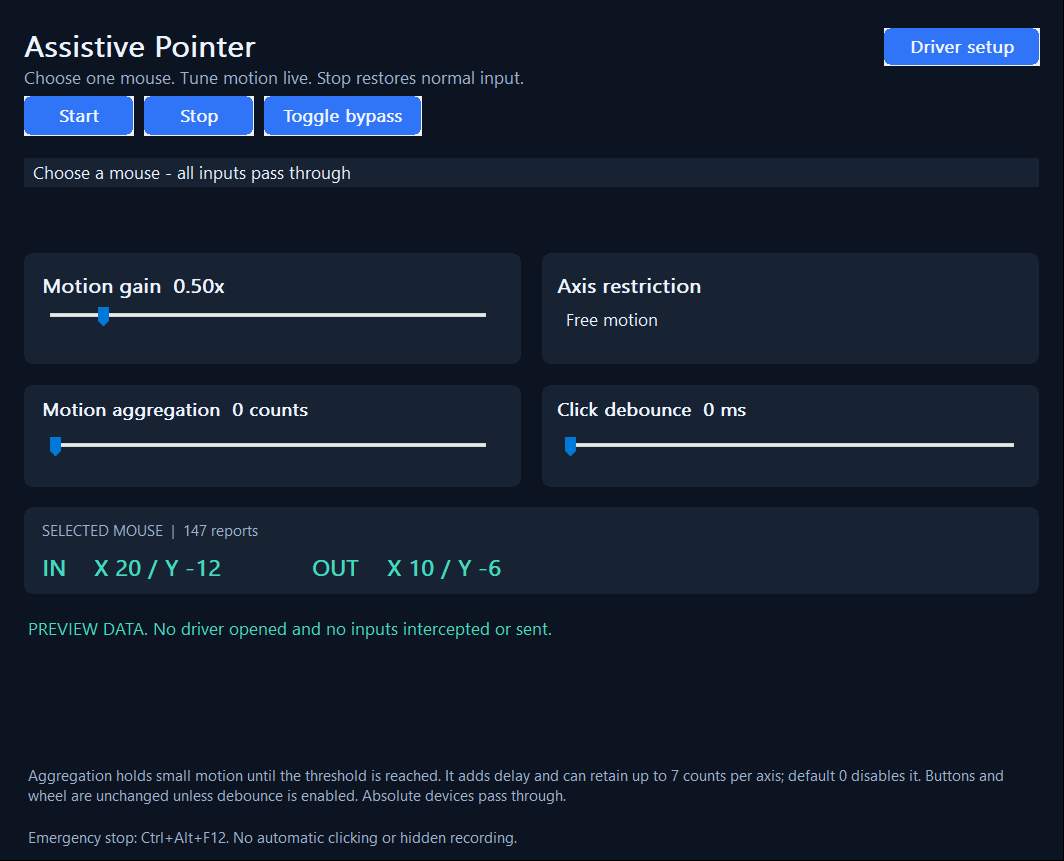 Assistive Pointer
Driver setup
Choose one mouse. Tune motion live. Stop restores normal input.
Start
Stop
Toggle bypass
Choose a mouse - all inputs pass through
Motion gain 0.50x
Axis restriction
Free motion
Motion aggregation 0 counts
Click debounce 0 ms
SELECTED MOUSE | 147 reports
IN X 20 / Y -12 OUT X 10 / Y -6
PREVIEW DATA. No driver opened and no inputs intercepted or sent.
Aggregation holds small motion until the threshold is reached. It adds delay and can retain up to 7 counts per axis; default 0 disables it. Buttons and
wheel are unchanged unless debounce is enabled. Absolute devices pass through.
Emergency stop: Ctrl+Alt+F12. No automatic clicking or hidden recording.